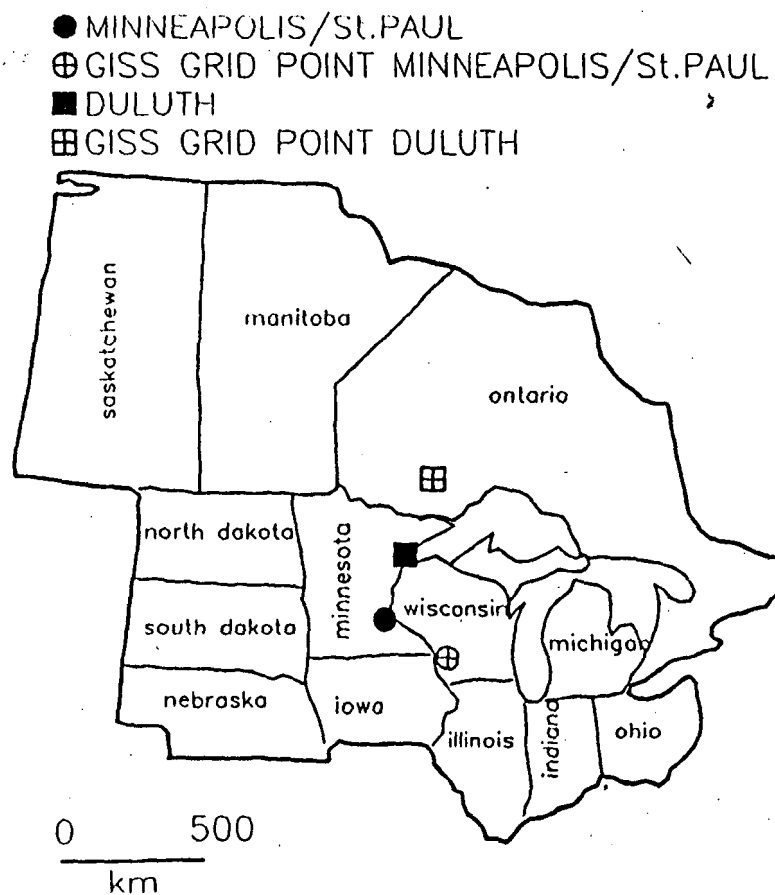 MINNEAPOLIS/St.PAUL
GISS GRID POINT MINNEAPOLIS/St.PAUL
DULUTH
GISS GRID POINT DULUTH
saskatchewan
manitoba
ontario
north dakota
minnesota
south dakota
wisconsin
michigan
nebraska
iowa
illinois
indiana
ohio
0 500
km